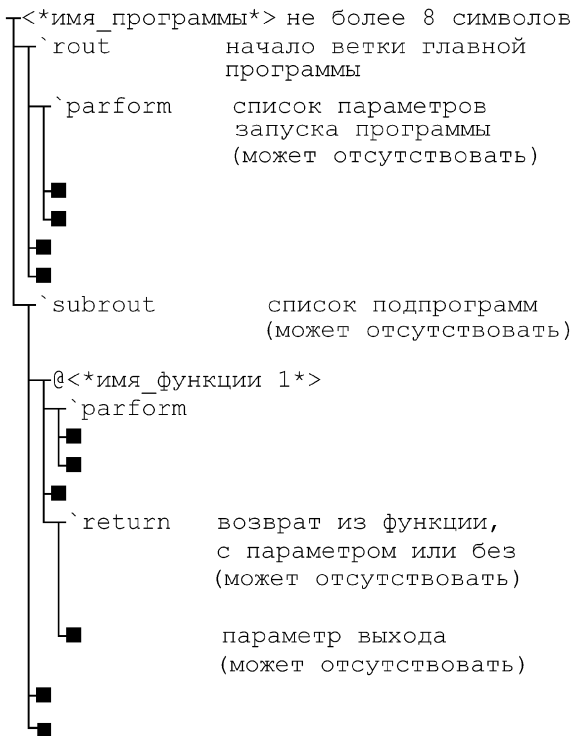 <*имя_программы*> не более 8 символов
`rout начало ветки главной
программы
`parform список параметров
запуска программы
(может отсутствовать)
`subrout список подпрограмм
(может отсутствовать)
@<*имя_функции 1*>
`parform
`return возврат из функции,
с параметром или без
(может отсутствовать)
параметр выхода
(может отсутствовать)